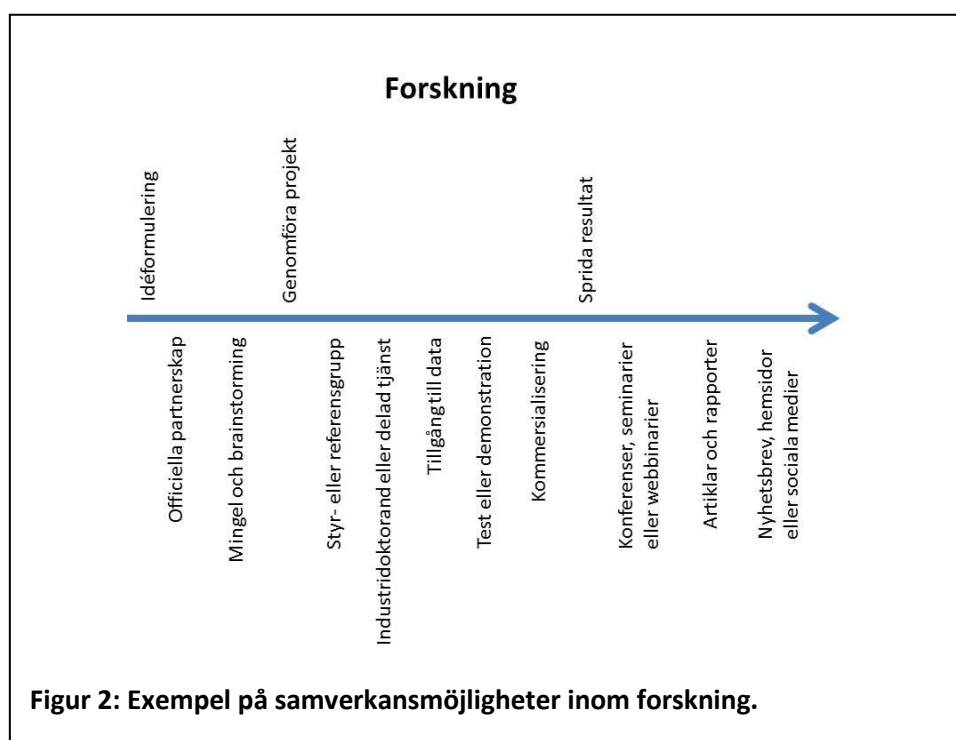 Forskning
Idéformulering
Genomföra projekt
Sprida resultat
Officiella partnerskap
Mingel och brainstorming
Styr- eller referensgrupp
Industridoktorand eller delad tjänst
Tillgång till data
Test eller demonstration
Kommersialisering
Konferenser, seminarier
eller webbinarier
Artiklar och rapporter
Nyhetsbrev, hemsidor
eller sociala medier
Figur 2: Exempel på samverkansmöjligheter inom forskning.